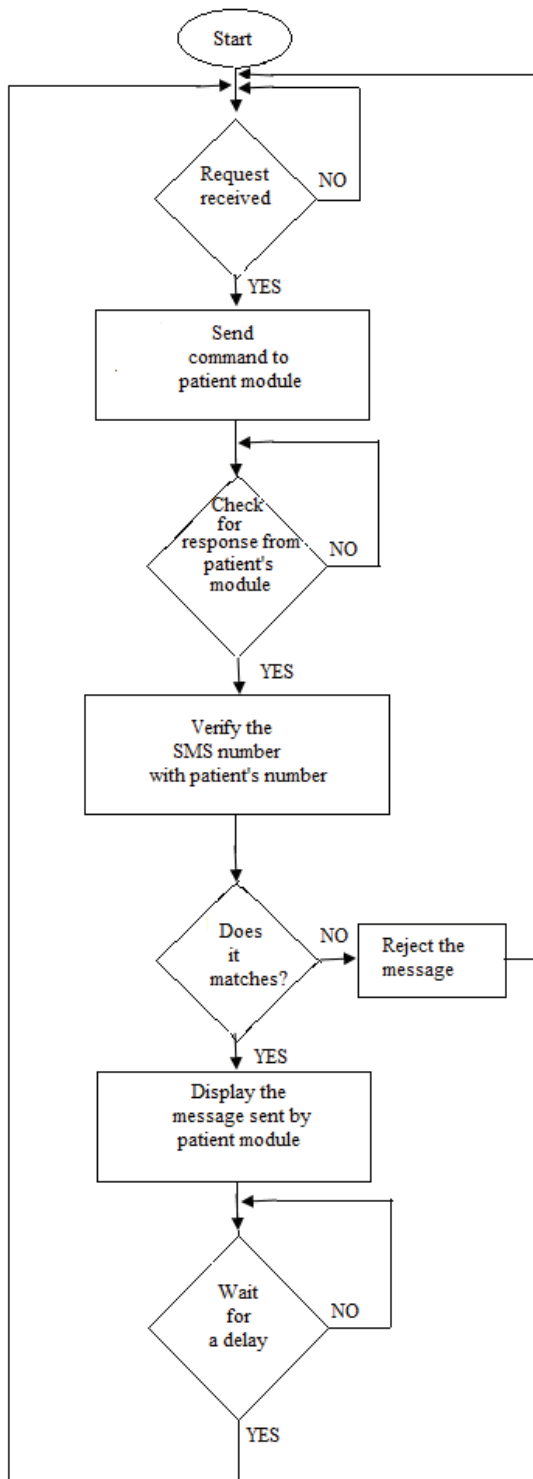 Start
Request
received
NO
YES
Send
command to
patient module
Check
for
response from
patient's
module
NO
YES
Verify the
SMS number
with patient's number
Does
it
matches?
NO
Reject the
message
YES
Display the
message sent by
patient module
Wait
for
a delay
NO
YES